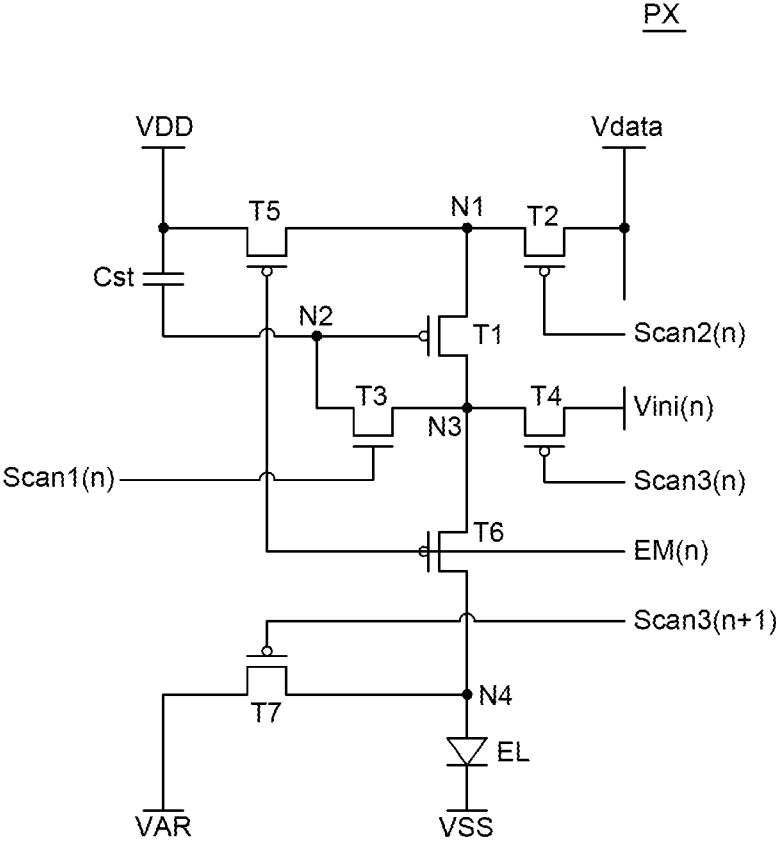 PX
VDD
Vdata
T5
N1
T2
Cst
N2
T1
Scan2(n)
T3
T4
Vini(n)
N3
Scan1(n)
Scan3(n)
T6
EM(n)
Scan3(n+1)
T7
N4
EL
VAR
VSS